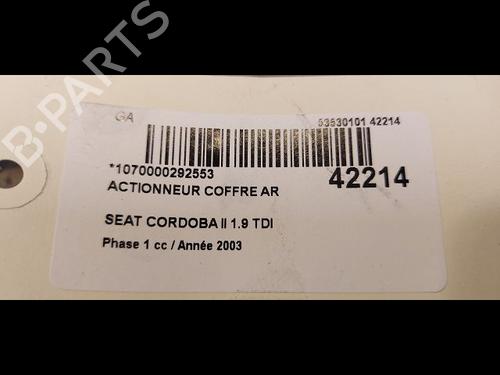 GA
53530101 42214
*1070000292553
42214
ACTIONNEUR COFFRE AR
SEAT CORDOBA II 1.9 TDI
Phase 1 cc / Année 2003
B-PARTS